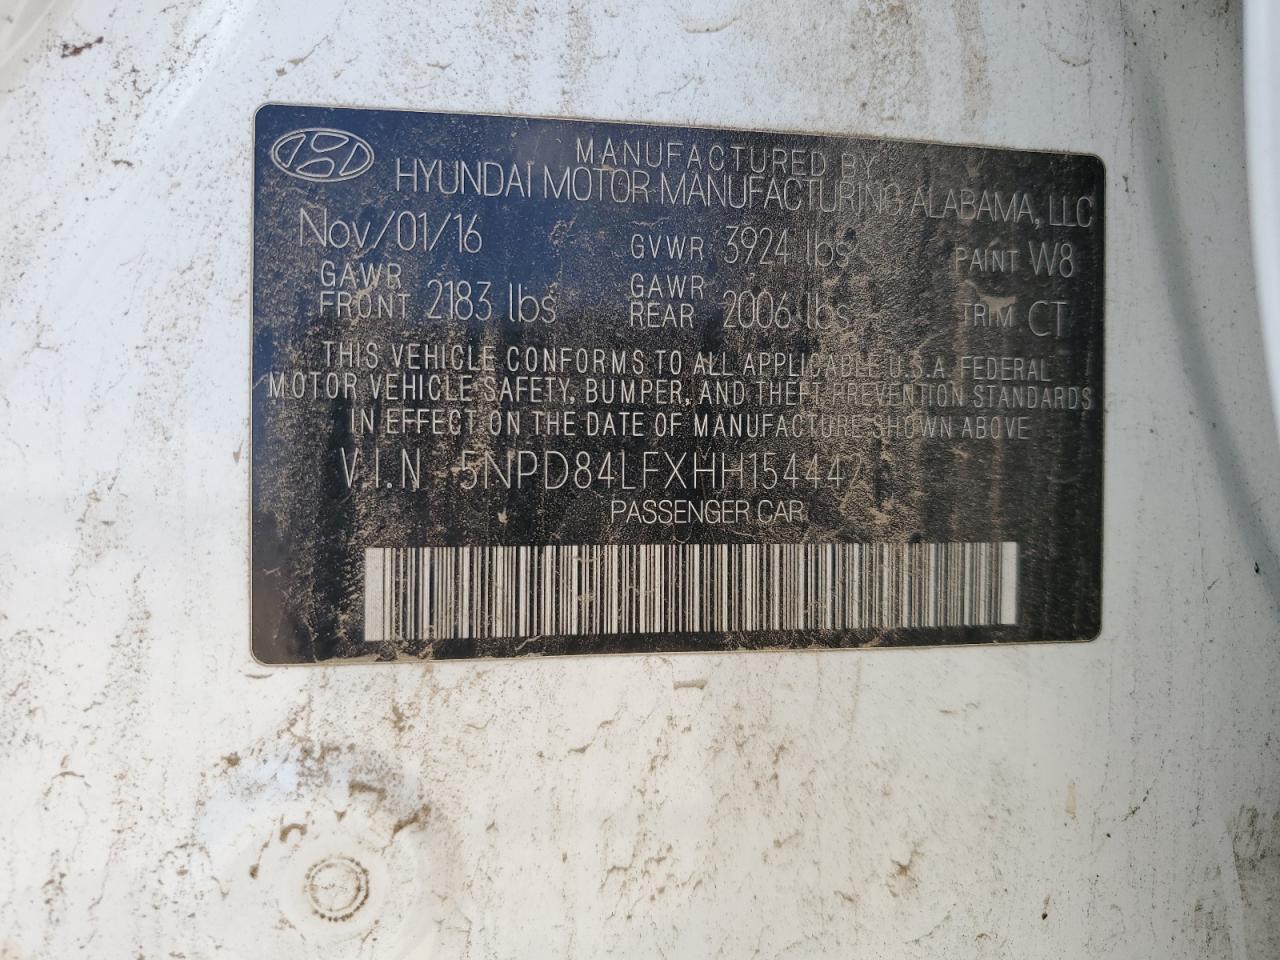 MANUFACTURED BY
HYUNDAI MOTOR MANUFACTURING ALABAMA, LLC
Nov/01/16 GVWR 3924 lbs PAINT W8
GAWR FRONT 2183 lbs GAWR REAR 2006 lbs TRIM CT
THIS VEHICLE CONFORMS TO ALL APPLICABLE U.S.A. FEDERAL
MOTOR VEHICLE SAFETY, BUMPER, AND THEFT PREVENTION STANDARDS
IN EFFECT ON THE DATE OF MANUFACTURE SHOWN ABOVE
V.I.N 5NPD84LFXHH154442
PASSENGER CAR